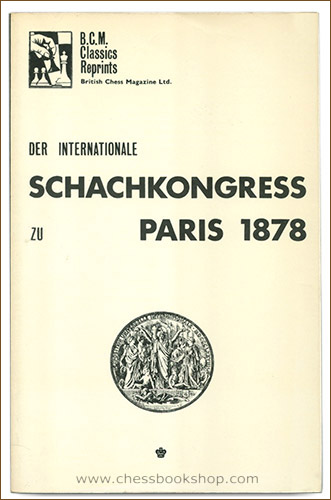 B.C.M.
Classics
Reprints
British Chess Magazine Ltd.
DER INTERNATIONALE
SCHACHKONGRESS
ZU PARIS 1878
www.chessbookshop.com